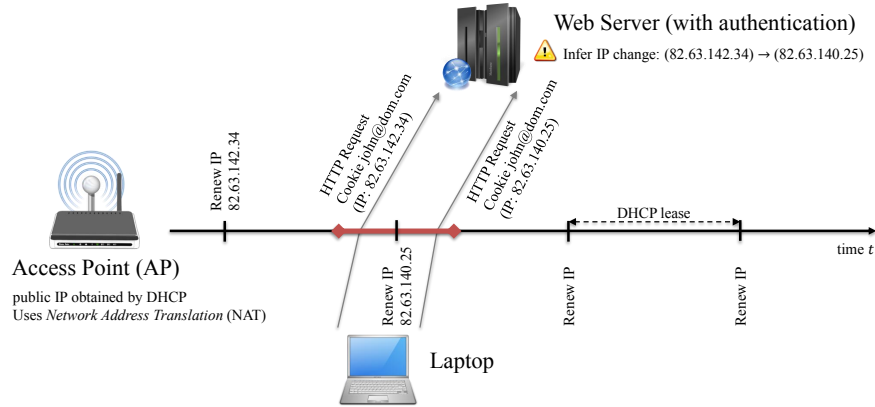 Web Server (with authentication)
Infer IP change: (82.63.142.34) → (82.63.140.25)
HTTP Request
Cookie john@dom.com
(IP: 82.63.142.34)
HTTP Request
Cookie john@dom.com
(IP: 82.63.140.25)
Renew IP
82.63.142.34
DHCP lease
time t
Access Point (AP)
public IP obtained by DHCP
Uses Network Address Translation (NAT)
Renew IP
82.63.140.25
Renew IP
Renew IP
Laptop